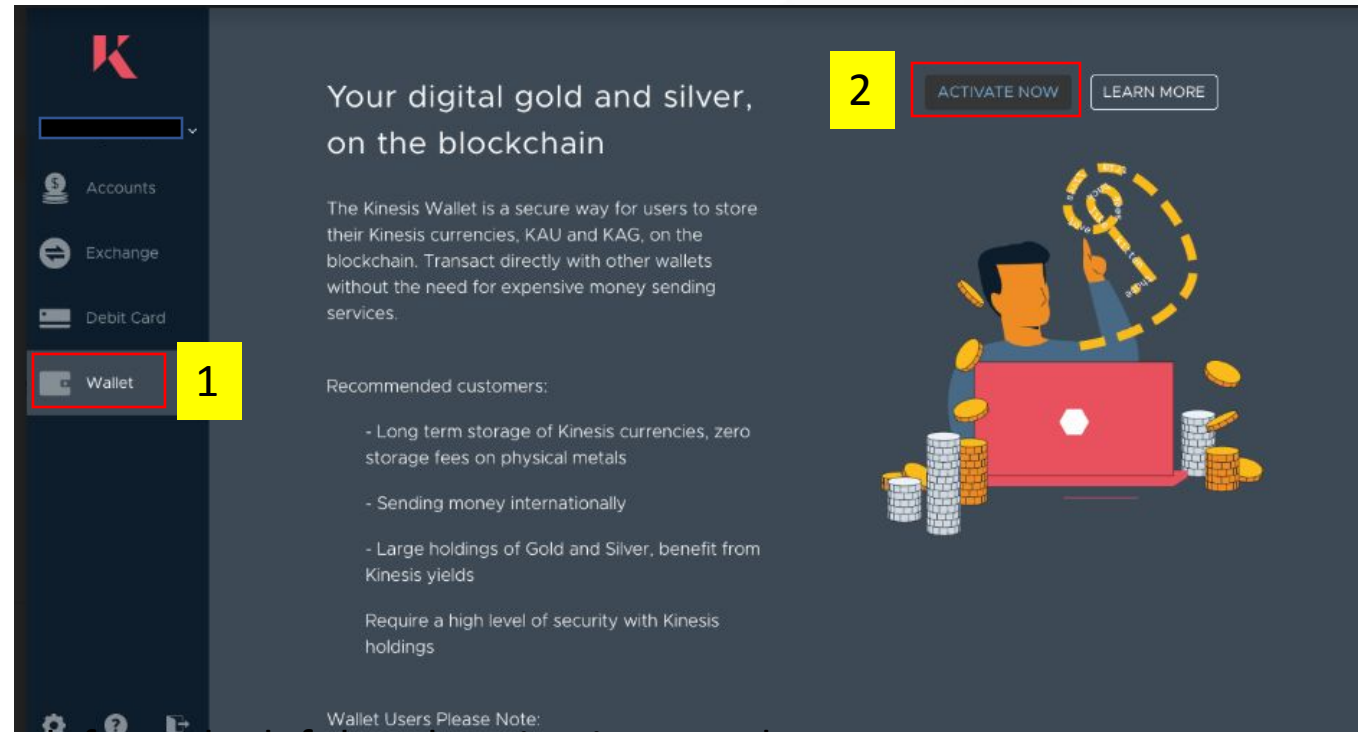 K
Accounts
Exchange
Debit Card
Wallet
1
Your digital gold and silver,
on the blockchain
The Kinesis Wallet is a secure way for users to store
their Kinesis currencies, KAU and KAG, on the
blockchain. Transact directly with other wallets
without the need for expensive money sending
services.
Recommended customers:
- Long term storage of Kinesis currencies, zero
storage fees on physical metals
- Sending money internationally
- Large holdings of Gold and Silver, benefit from
Kinesis yields
Require a high level of security with Kinesis
holdings
Wallet Users Please Note:
2
ACTIVATE NOW
LEARN MORE